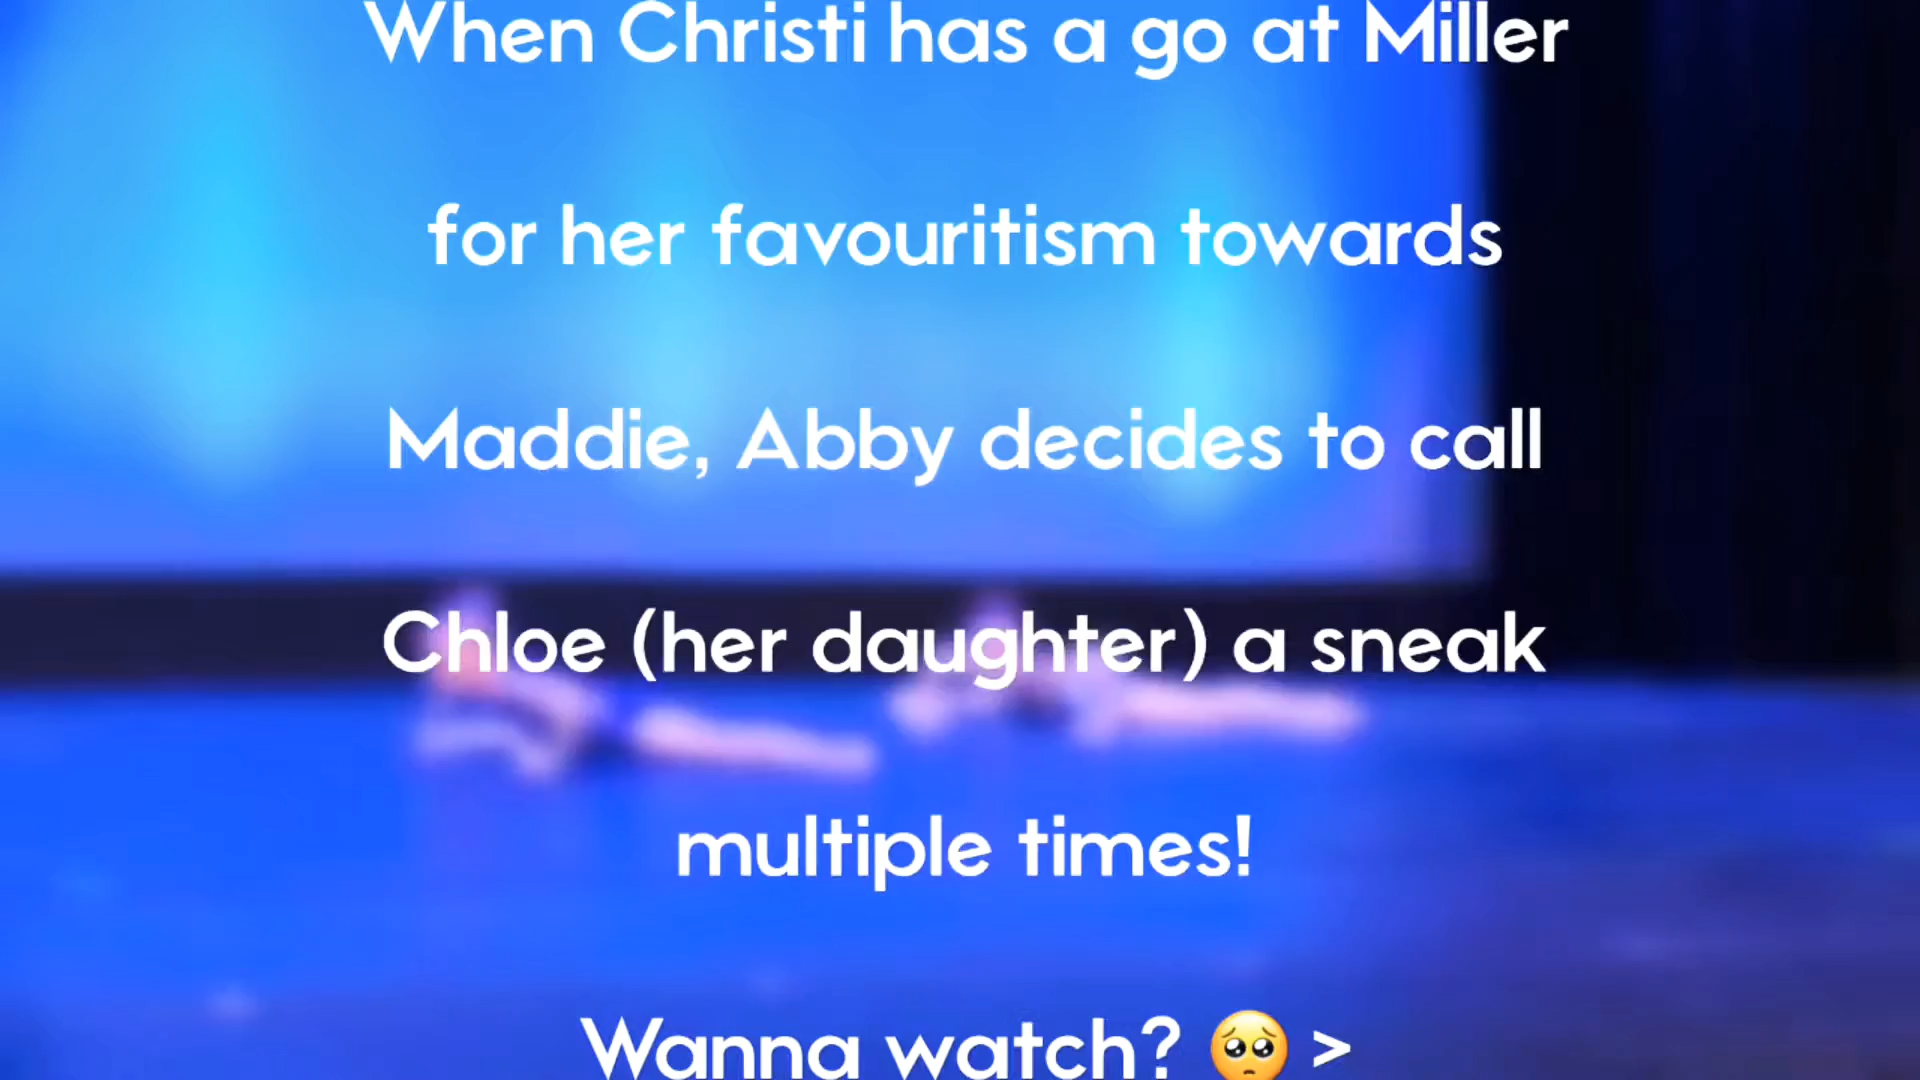 When Christi has a go at Miller
for her favouritism towards
Maddie, Abby decides to call
Chloe (her daughter) a sneak
multiple times!
Wanna watch? 🥺 >